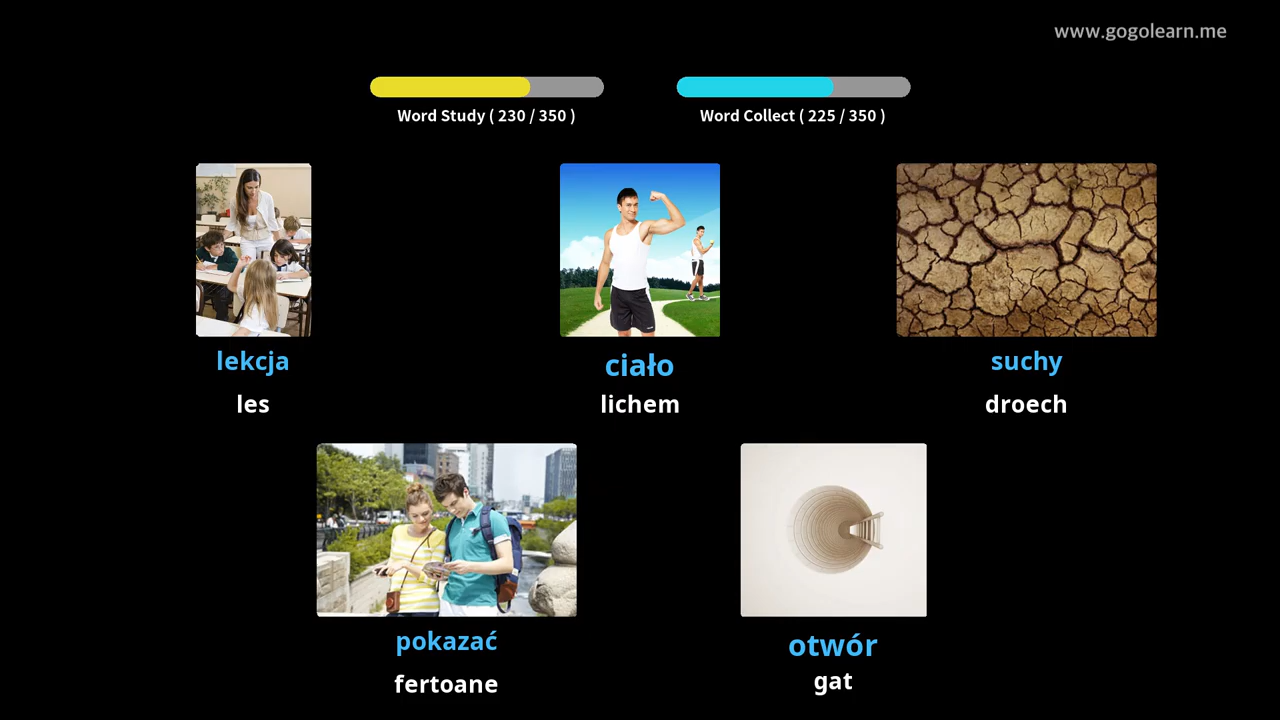 www.gogolearn.me
Word Study ( 230 / 350 )
Word Collect ( 225 / 350 )
lekcja
les
ciało
lichem
suchy
droech
pokazać
fertoane
otwór
gat